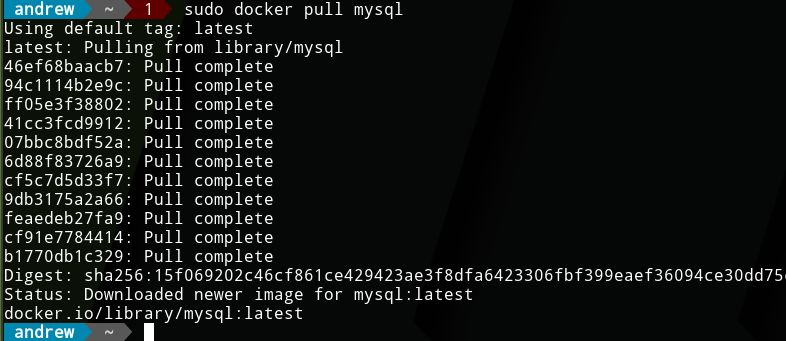 andrew ~ 1 sudo docker pull mysql
Using default tag: latest
latest: Pulling from library/mysql
46ef68baacb7: Pull complete
94c1114b2e9c: Pull complete
ff05e3f38802: Pull complete
41cc3fcd9912: Pull complete
07bbc8bdf52a: Pull complete
6d88f83726a9: Pull complete
cf5c7d5d33f7: Pull complete
9db3175a2a66: Pull complete
feaedeb27fa9: Pull complete
cf91e7784414: Pull complete
b1770db1c329: Pull complete
Digest: sha256:15f069202c46cf861ce429423ae3f8dfa6423306fbf399eaef36094ce30dd75c
Status: Downloaded newer image for mysql:latest
docker.io/library/mysql:latest
andrew ~